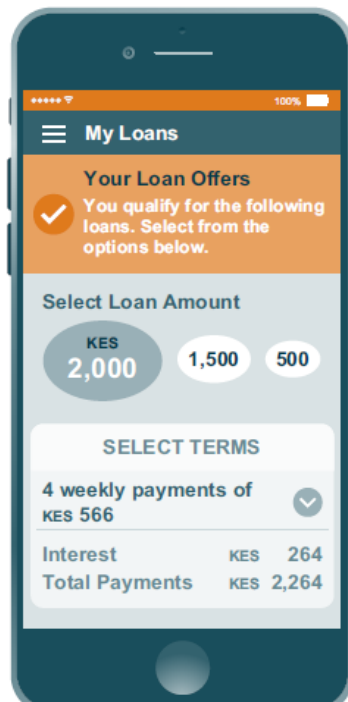 100%
My Loans
Your Loan Offers
You qualify for the following
loans. Select from the
options below.
Select Loan Amount
KES
2,000
1,500
500
SELECT TERMS
4 weekly payments of
KES 566
Interest KES 264
Total Payments KES 2,264